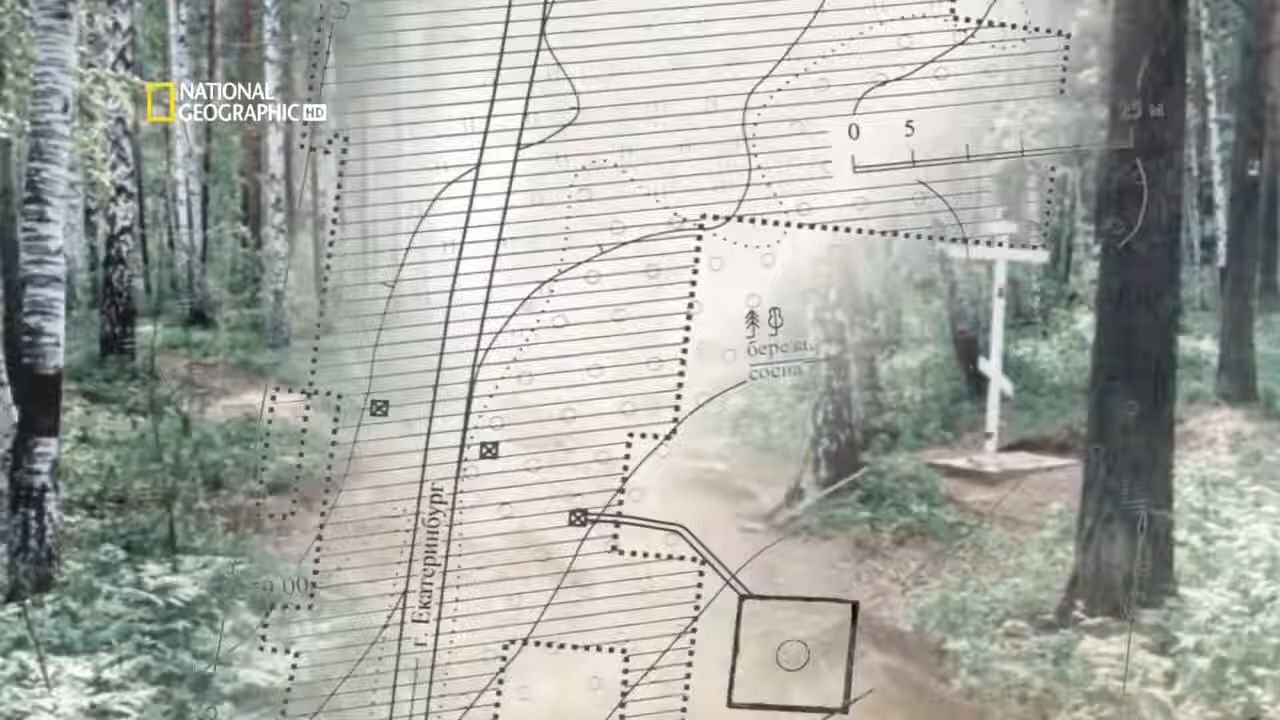 NATIONAL
GEOGRAPHIC HD
0 5 25 м
береза,
сосна
г. Екатеринбург